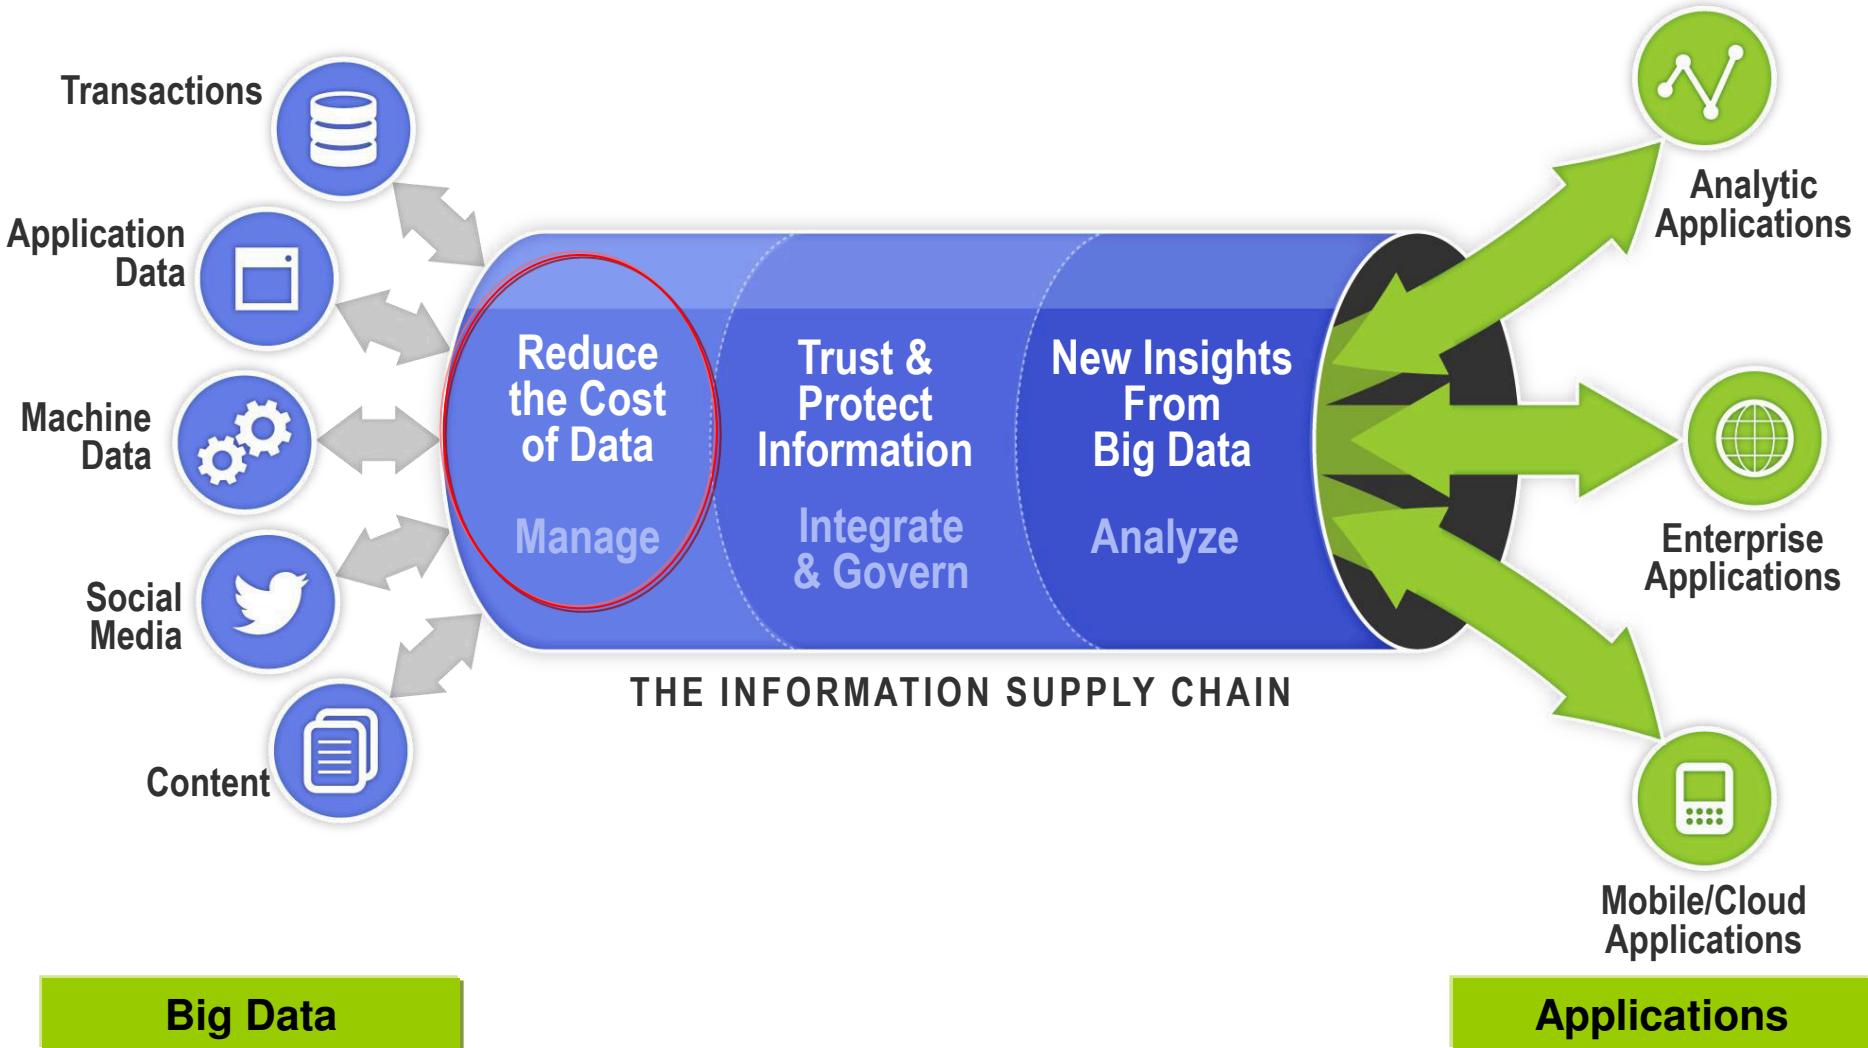 Transactions
Application
Data
Machine
Data
Social
Media
Content
Reduce
the Cost
of Data
Manage
Trust &
Protect
Information
Integrate
& Govern
New Insights
From
Big Data
Analyze
THE INFORMATION SUPPLY CHAIN
Analytic
Applications
Enterprise
Applications
Mobile/Cloud
Applications
Big Data
Applications